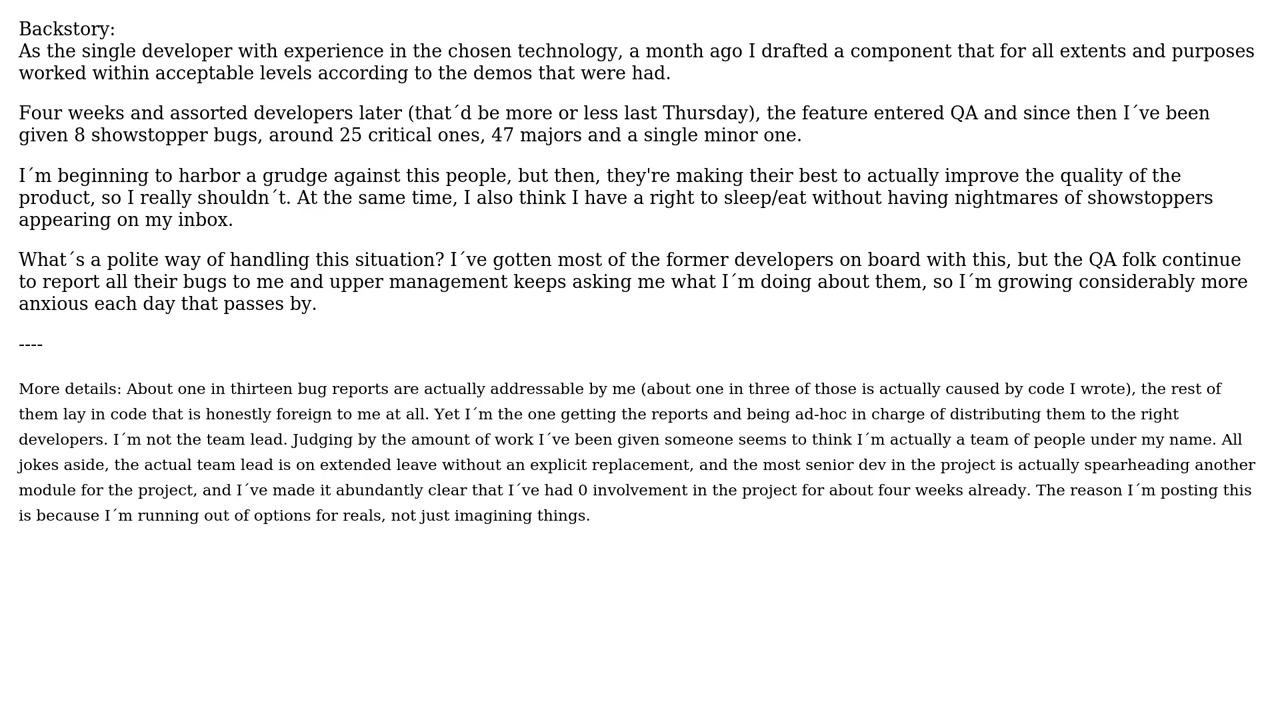 Backstory:
As the single developer with experience in the chosen technology, a month ago I drafted a component that for all extents and purposes
worked within acceptable levels according to the demos that were had.
Four weeks and assorted developers later (that´d be more or less last Thursday), the feature entered QA and since then I´ve been
given 8 showstopper bugs, around 25 critical ones, 47 majors and a single minor one.
I´m beginning to harbor a grudge against this people, but then, they're making their best to actually improve the quality of the
product, so I really shouldn´t. At the same time, I also think I have a right to sleep/eat without having nightmares of showstoppers
appearing on my inbox.
What´s a polite way of handling this situation? I´ve gotten most of the former developers on board with this, but the QA folk continue
to report all their bugs to me and upper management keeps asking me what I´m doing about them, so I´m growing considerably more
anxious each day that passes by.
----
More details: About one in thirteen bug reports are actually addressable by me (about one in three of those is actually caused by code I wrote), the rest of
them lay in code that is honestly foreign to me at all. Yet I´m the one getting the reports and being ad-hoc in charge of distributing them to the right
developers. I´m not the team lead. Judging by the amount of work I´ve been given someone seems to think I´m actually a team of people under my name. All
jokes aside, the actual team lead is on extended leave without an explicit replacement, and the most senior dev in the project is actually spearheading another
module for the project, and I´ve made it abundantly clear that I´ve had 0 involvement in the project for about four weeks already. The reason I´m posting this
is because I´m running out of options for reals, not just imagining things.